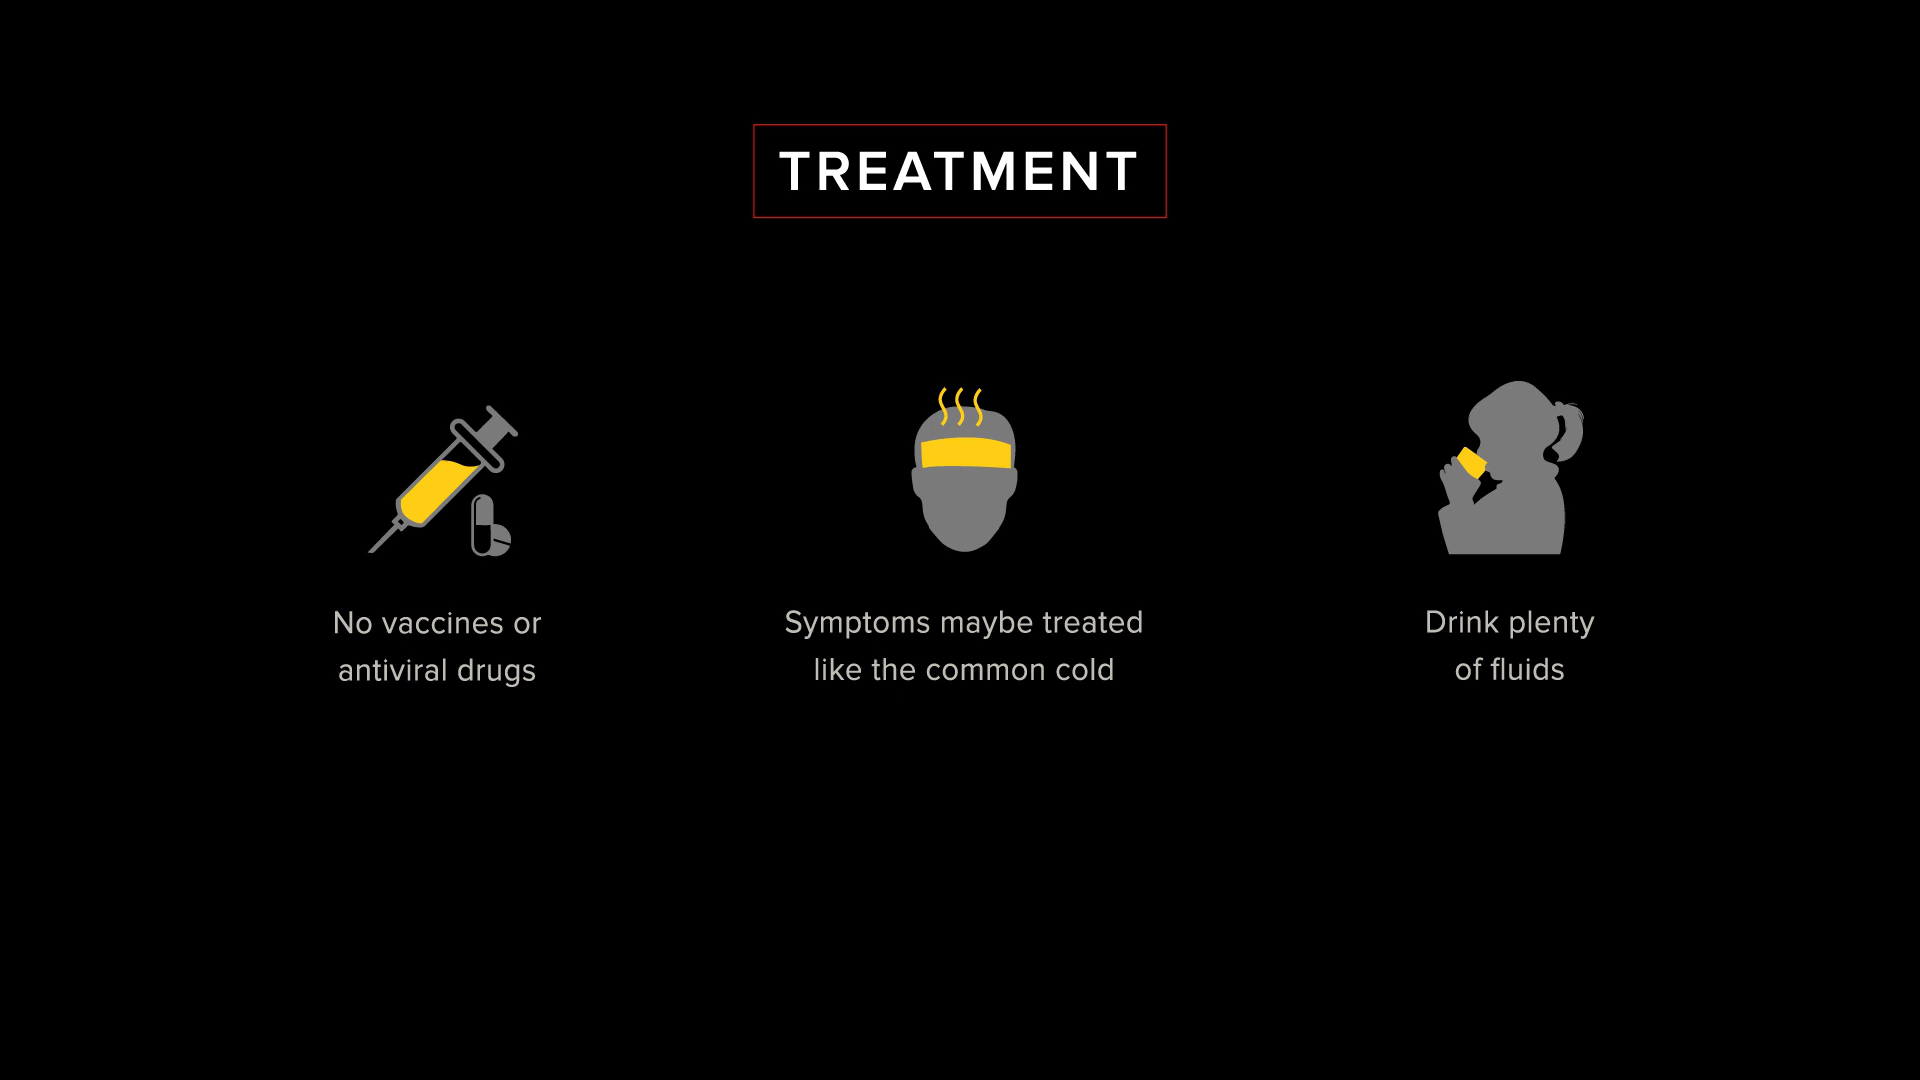 TREATMENT
No vaccines or
antiviral drugs
Symptoms maybe treated
like the common cold
Drink plenty
of fluids